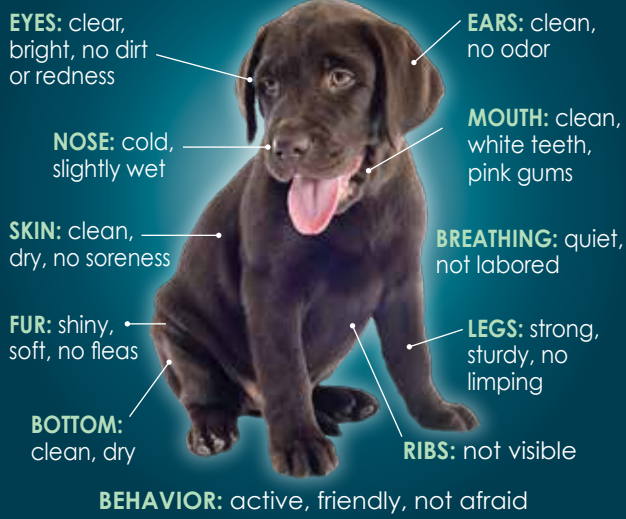 EYES: clear,
bright, no dirt
or redness
EARS: clean,
no odor
NOSE: cold,
slightly wet
MOUTH: clean,
white teeth,
pink gums
SKIN: clean,
dry, no soreness
BREATHING: quiet,
not labored
FUR: shiny,
soft, no fleas
LEGS: strong,
sturdy, no
limping
BOTTOM:
clean, dry
RIBS: not visible
BEHAVIOR: active, friendly, not afraid